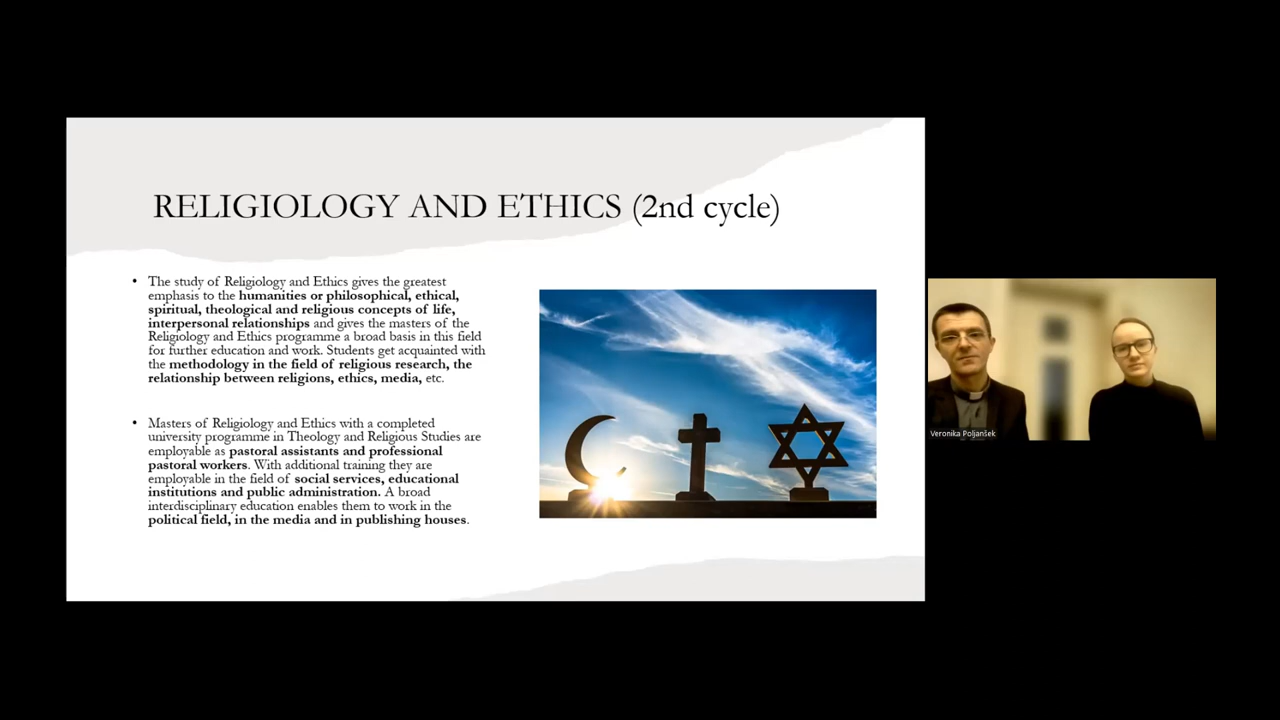 RELIGIOLOGY AND ETHICS (2nd cycle)
• The study of Religiology and Ethics gives the greatest
emphasis to the humanities or philosophical, ethical,
spiritual, theological and religious concepts of life,
interpersonal relationships and gives the masters of the
Religiology and Ethics programme a broad basis in this field
for further education and work. Students get acquainted with
the methodology in the field of religious research, the
relationship between religions, ethics, media, etc.
• Masters of Religiology and Ethics with a completed
university programme in Theology and Religious Studies are
employable as pastoral assistants and professional
pastoral workers. With additional training they are
employable in the field of social services, educational
institutions and public administration. A broad
interdisciplinary education enables them to work in the
political field, in the media and in publishing houses.
Veronika Poljanšek